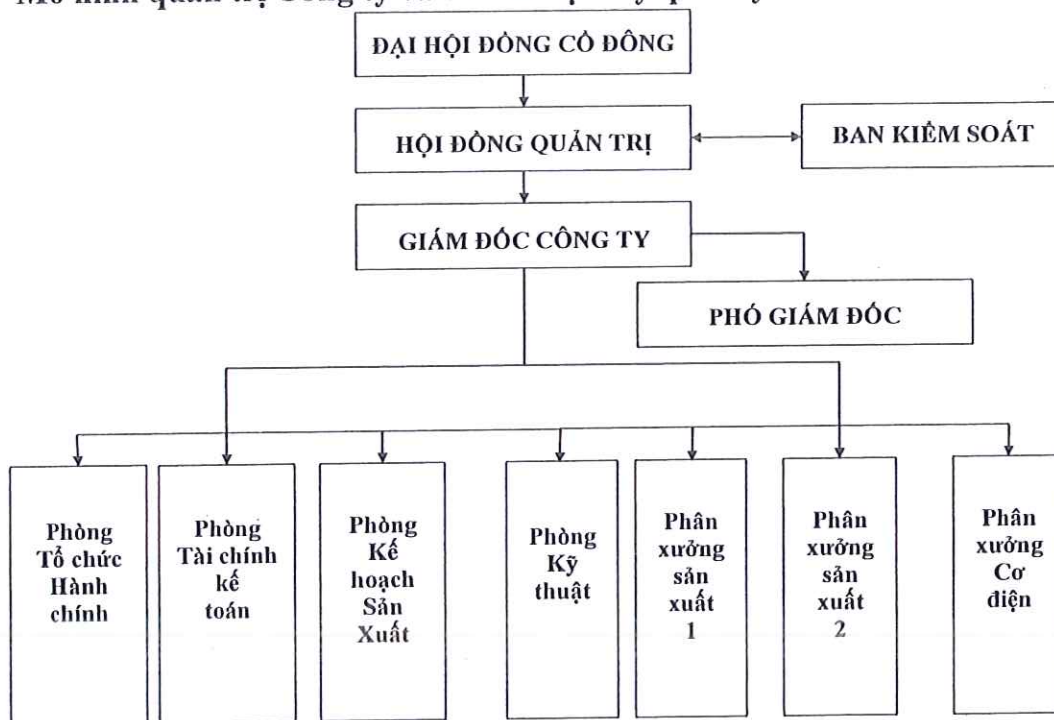 ĐẠI HỘI ĐỒNG CỔ ĐÔNG
HỘI ĐỒNG QUẢN TRỊ
BAN KIỂM SOÁT
GIÁM ĐỐC CÔNG TY
PHÓ GIÁM ĐỐC
Phòng
Tổ chức
Hành
chính
Phòng
Tài chính
kế
toán
Phòng
Kế
hoạch
Sản
Xuất
Phòng
Kỹ
thuật
Phân
xưởng
sản
xuất
1
Phân
xưởng
sản
xuất
2
Phân
xưởng
Cơ
điện